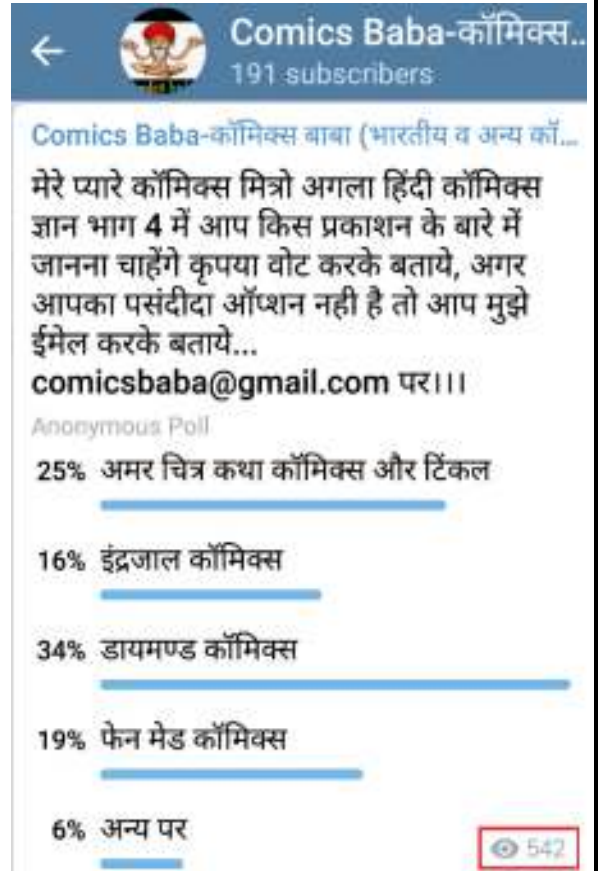 Comics Baba-कॉमिक्स..
191 subscribers
Comics Baba-कॉमिक्स बाबा (भारतीय व अन्य कॉ...
मेरे प्यारे कॉमिक्स मित्रो अगला हिंदी कॉमिक्स
ज्ञान भाग 4 में आप किस प्रकाशन के बारे में
जानना चाहेंगे कृपया वोट करके बताये, अगर
आपका पसंदीदा ऑप्शन नही है तो आप मुझे
ईमेल करके बताये...
comicsbaba@gmail.com पर।।।
Anonymous Poll
25% अमर चित्र कथा कॉमिक्स और टिंकल
16% इंद्रजाल कॉमिक्स
34% डायमण्ड कॉमिक्स
19% फेन मेड कॉमिक्स
6% अन्य पर
542